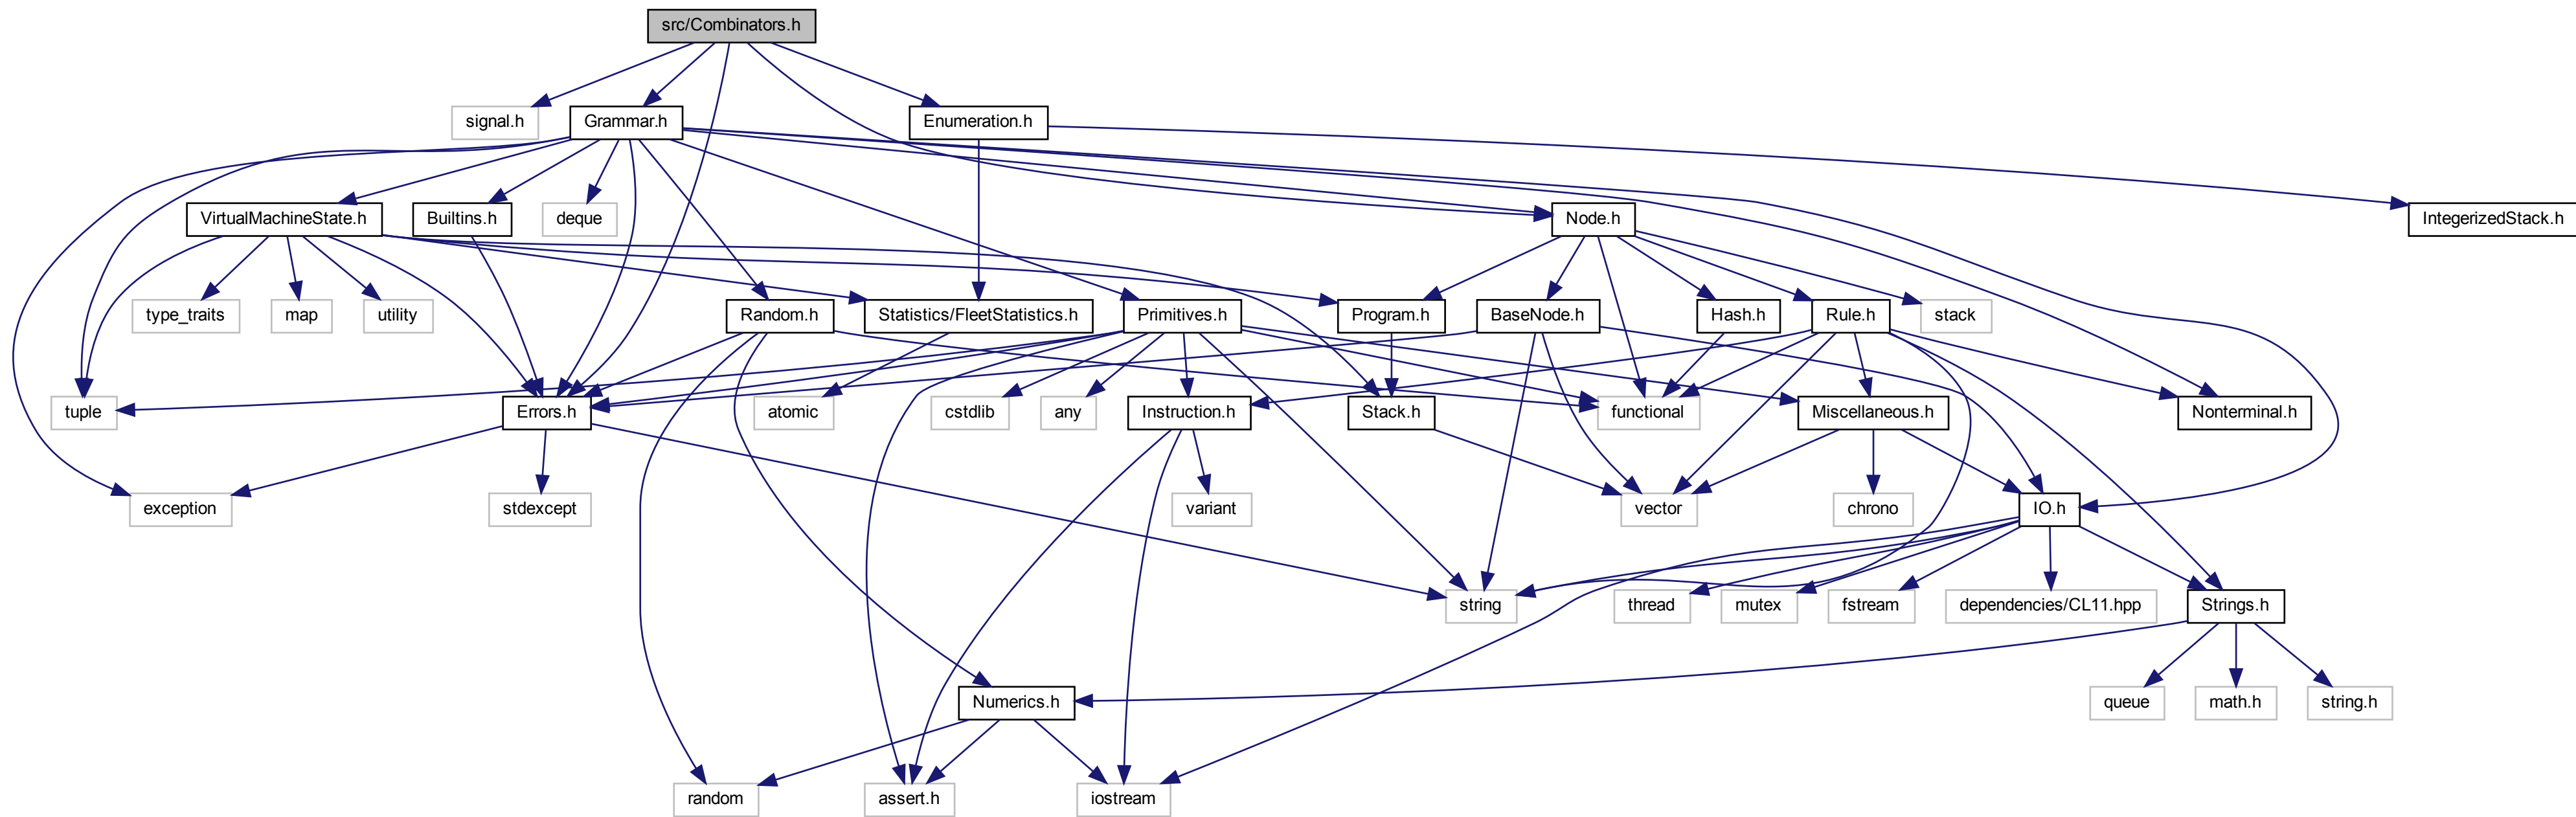 src/Combinators.h
signal.h
Grammar.h
Enumeration.h
VirtualMachineState.h
Builtins.h
deque
Node.h
IntegerizedStack.h
type_traits
map
utility
Random.h
Statistics/FleetStatistics.h
Primitives.h
Program.h
BaseNode.h
Hash.h
Rule.h
stack
tuple
Errors.h
atomic
cstdlib
any
Instruction.h
Stack.h
functional
Miscellaneous.h
Nonterminal.h
exception
stdexcept
variant
vector
chrono
IO.h
string
thread
mutex
fstream
dependencies/CL11.hpp
Strings.h
Numerics.h
queue
math.h
string.h
random
assert.h
iostream